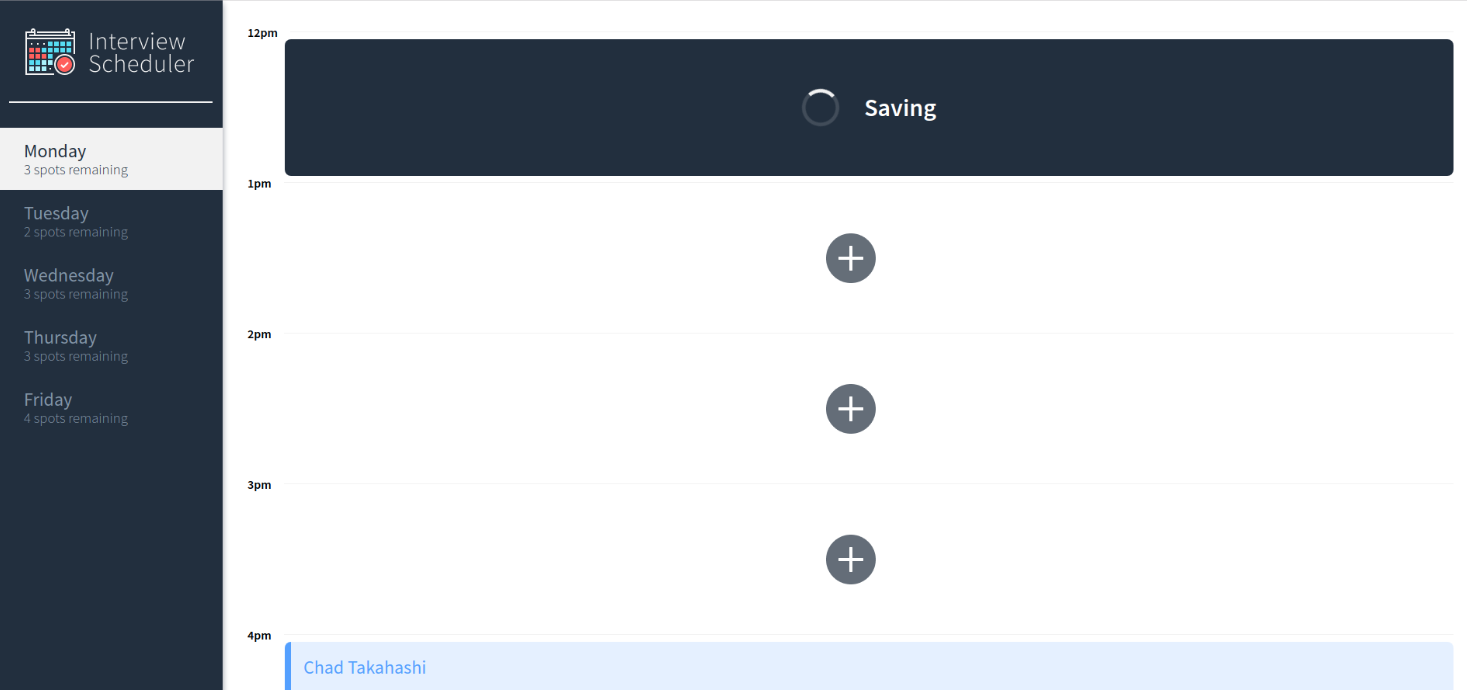 Interview
Scheduler
Monday
3 spots remaining
Tuesday
2 spots remaining
Wednesday
3 spots remaining
Thursday
3 spots remaining
Friday
4 spots remaining
12pm
Saving
1pm
2pm
3pm
4pm
Chad Takahashi